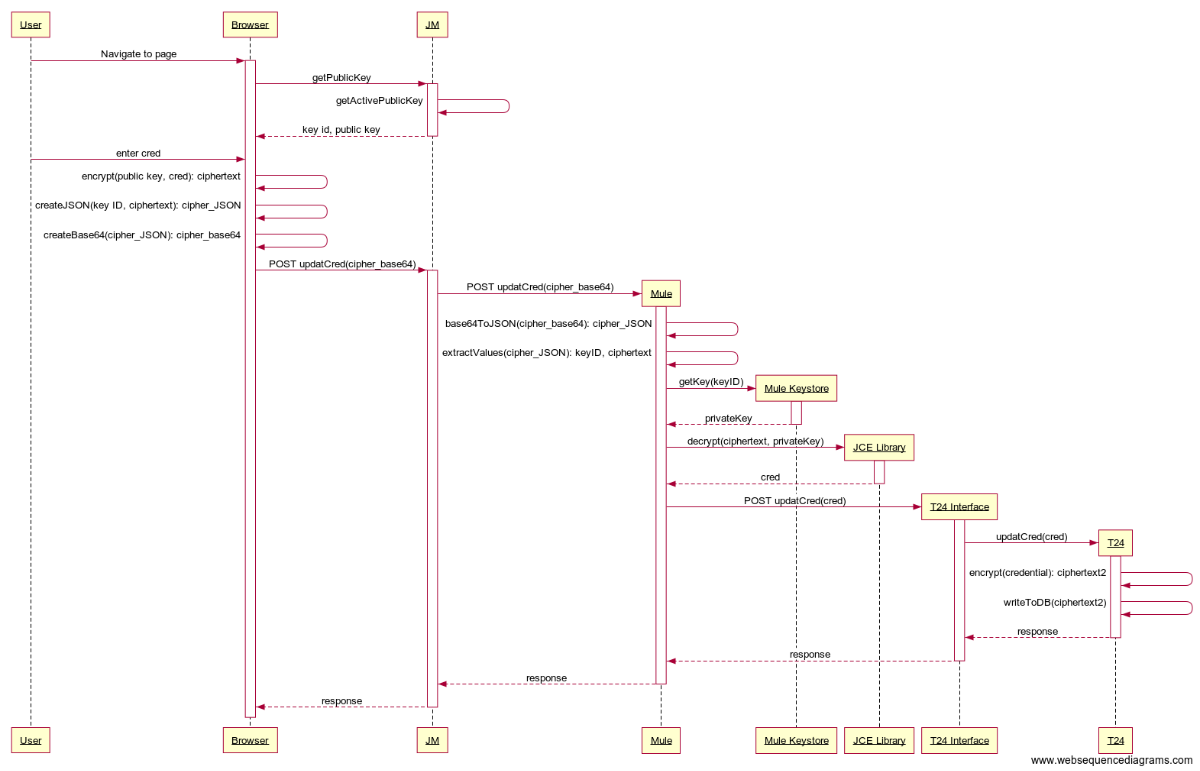 User Browser JM
Navigate to page
getPublicKey
getActivePublicKey
key id, public key
enter cred
encrypt(public key, cred): ciphertext
createJSON(key ID, ciphertext): cipher_JSON
createBase64(cipher_JSON): cipher_base64
POST updatCred(cipher_base64)
POST updatCred(cipher_base64)
Mule
base64ToJSON(cipher_base64): cipher_JSON
extractValues(cipher_JSON): keyID, ciphertext
getKey(keyID)
Mule Keystore
privateKey
decrypt(ciphertext, privateKey)
JCE Library
cred
POST updatCred(cred)
T24 Interface
updatCred(cred)
T24
encrypt(credential): ciphertext2
writeToDB(ciphertext2)
response
response
response
response
User Browser JM Mule Mule Keystore JCE Library T24 Interface T24
www.websequencediagrams.com